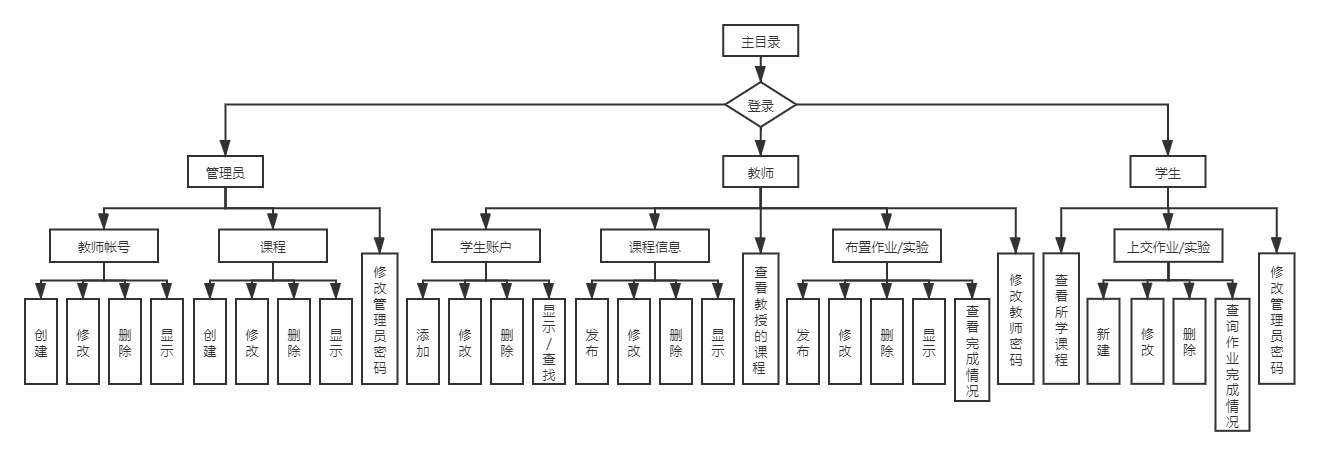 主目录
登录
管理员
教师
学生
教师帐号
课程
修改管理员密码
学生账户
课程信息
查看教授的课程
布置作业/实验
修改教师密码
查看所学课程
上交作业/实验
修改管理员密码
创建
修改
删除
显示
创建
修改
删除
显示
添加
修改
删除
显示/查找
发布
修改
删除
显示
发布
修改
删除
显示
查看完成情况
新建
修改
删除
查询作业完成情况